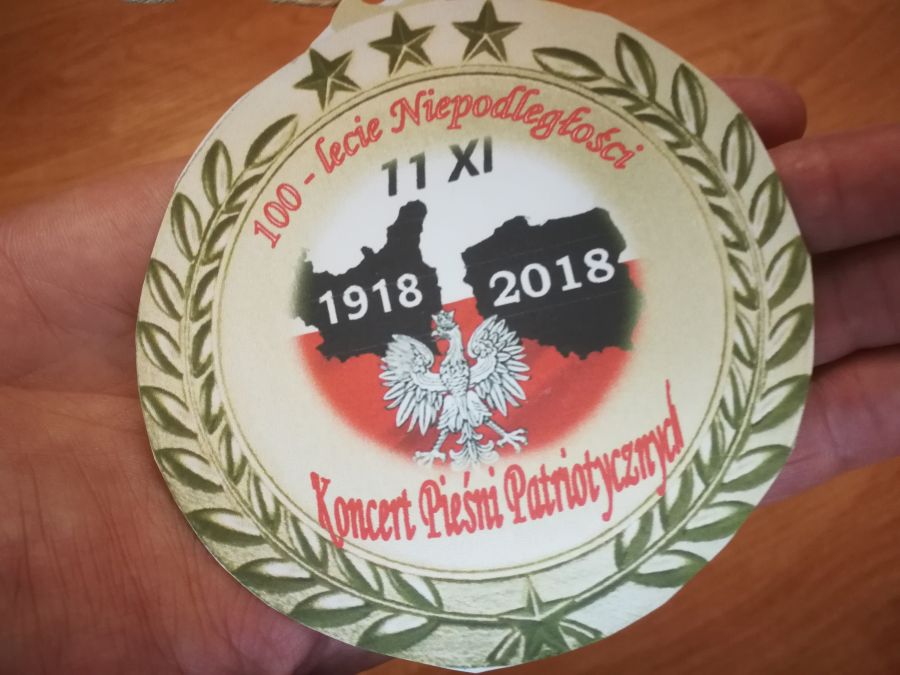 100 - lecie Niepodległości
11 XI
1918 2018
Koncert Pieśni Patriotycznych